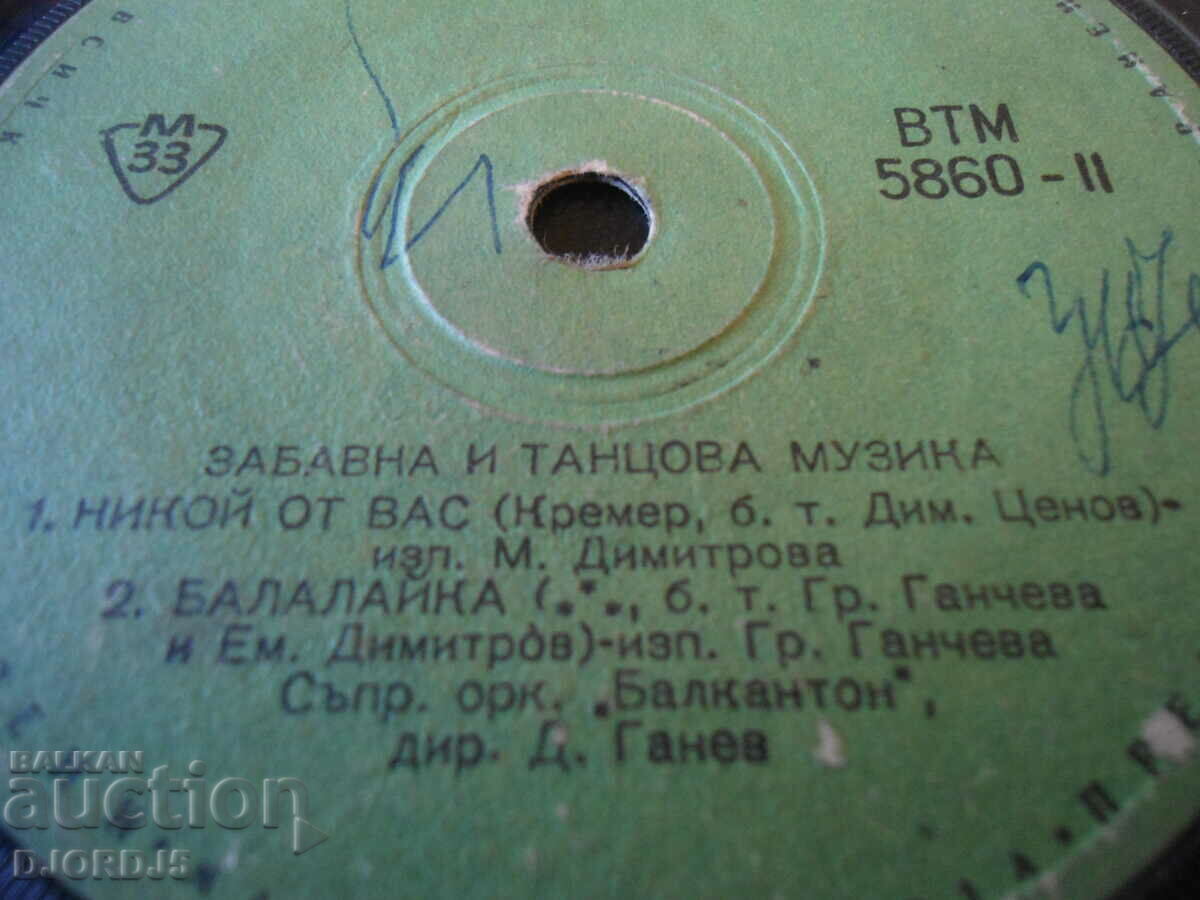 ВСИЧК
М
33
ВТМ
5860-II
ЗАБАВНА И ТАНЦОВА МУЗИКА
1. НИКОЙ ОТ ВАС (Кремер, б. т. Дим. Ценов)-
изп. М. Димитрова
2. БАЛАЛАЙКА (***, б. т. Гр. Ганчева
и Ем. Димитров)-изп. Гр. Ганчева
Съпр. орк. „Балкантон",
дир. Д. Ганев
BALKAN
auction
DJORDJ5